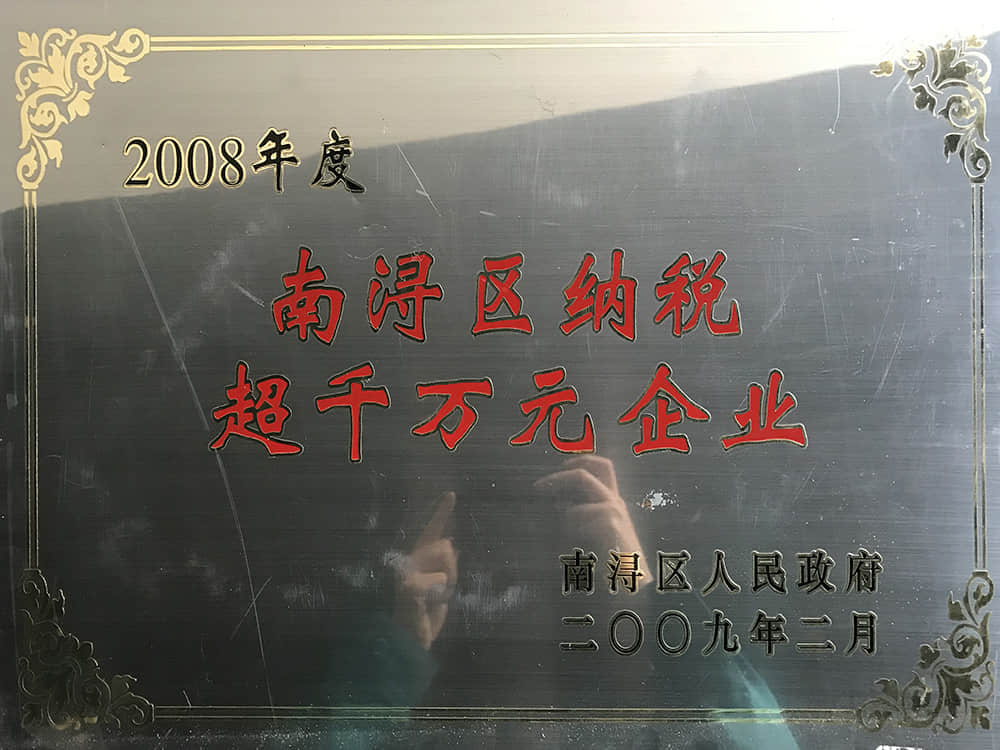 2008年度
南浔区纳税
超千万元企业
南浔区人民政府
二〇〇九年二月